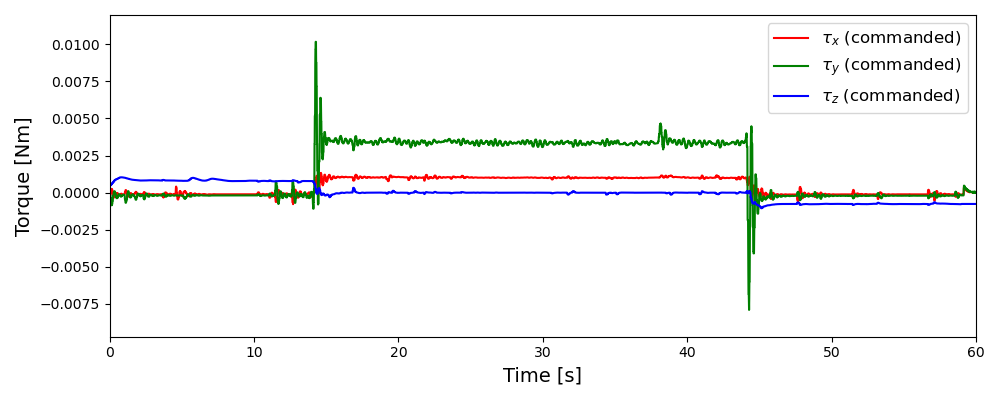 τx (commanded)
τy (commanded)
τz (commanded)
Torque [Nm]
0.0100
0.0075
0.0050
0.0025
0.0000
−0.0025
−0.0050
−0.0075
0 10 20 30 40 50 60
Time [s]